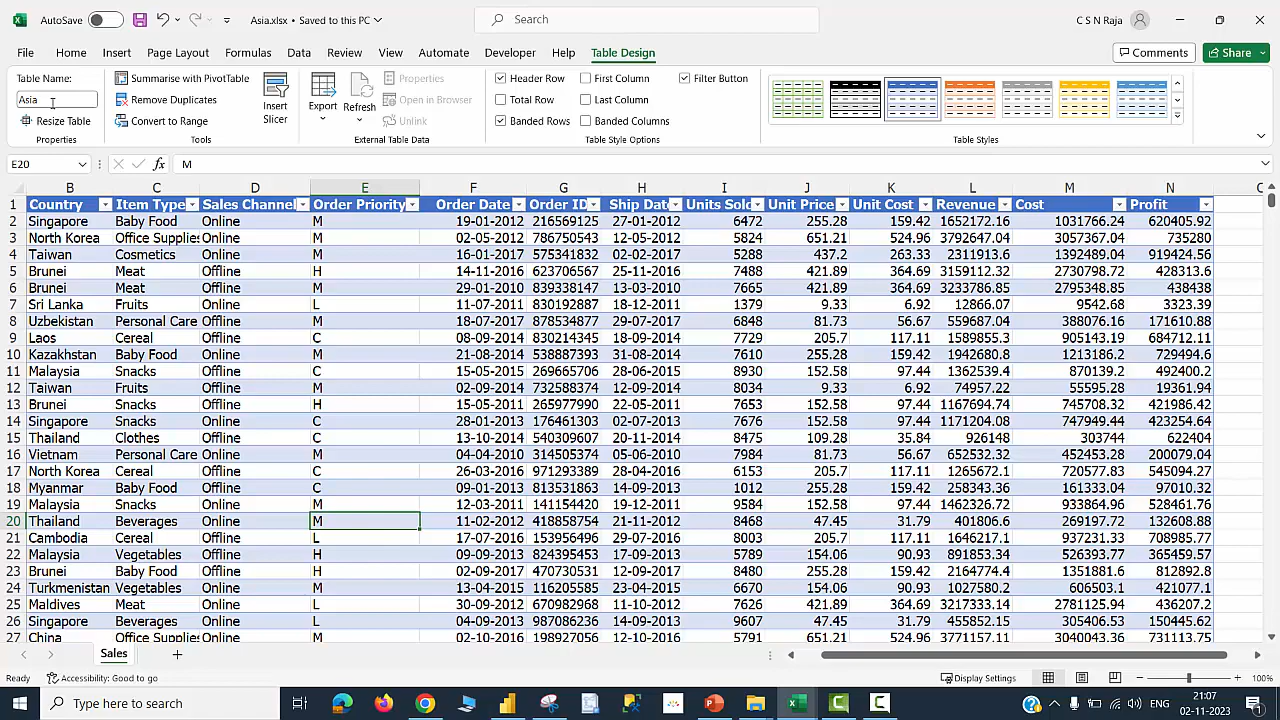 AutoSave Asia.xlsx • Saved to this PC Search C S N Raja
File Home Insert Page Layout Formulas Data Review View Automate Developer Help Table Design Comments Share
Table Name: Summarise with PivotTable Properties Header Row First Column Filter Button
Asia Remove Duplicates Insert Slicer Export Refresh Open in Browser Total Row Last Column
Resize Table Convert to Range Unlink Banded Rows Banded Columns
Properties Tools External Table Data Table Style Options Table Styles
E20 fx M
B C D E F G H I J K L M N
1 Country Item Type Sales Channel Order Priority Order Date Order ID Ship Date Units Sold Unit Price Unit Cost Revenue Cost Profit
2 Singapore Baby Food Online M 19-01-2012 216569125 27-01-2012 6472 255.28 159.42 1652172.16 1031766.24 620405.92
3 North Korea Office Supplies Online M 02-05-2012 786750543 12-05-2012 5824 651.21 524.96 3792647.04 3057367.04 735280
4 Taiwan Cosmetics Online M 16-01-2017 575341832 02-02-2017 5288 437.2 263.33 2311913.6 1392489.04 919424.56
5 Brunei Meat Offline H 14-11-2016 623706567 25-11-2016 7488 421.89 364.69 3159112.32 2730798.72 428313.6
6 Brunei Meat Offline M 29-01-2010 839338147 13-03-2010 7665 421.89 364.69 3233786.85 2795348.85 438438
7 Sri Lanka Fruits Online L 11-07-2011 830192887 18-12-2011 1379 9.33 6.92 12866.07 9542.68 3323.39
8 Uzbekistan Personal Care Offline M 18-07-2017 878534877 29-07-2017 6848 81.73 56.67 559687.04 388076.16 171610.88
9 Laos Cereal Offline C 08-09-2014 830214345 18-09-2014 7729 205.7 117.11 1589855.3 905143.19 684712.11
10 Kazakhstan Baby Food Online M 21-08-2014 538887393 31-08-2014 7610 255.28 159.42 1942680.8 1213186.2 729494.6
11 Malaysia Snacks Offline C 15-05-2015 269665706 11-06-2015 8930 152.58 97.44 1362539.4 870139.2 492400.2
12 Taiwan Fruits Offline M 02-09-2014 732588374 12-09-2014 8034 9.33 6.92 74957.22 55595.28 19361.94
13 Brunei Snacks Online H 15-05-2011 265977990 22-05-2011 7653 152.58 97.44 1167694.74 745708.32 421986.42
14 Singapore Snacks Online C 28-01-2013 176461303 02-07-2013 7676 152.58 97.44 1171204.08 747949.44 423254.64
15 Thailand Clothes Offline C 13-10-2014 540309607 20-11-2014 8475 109.28 35.84 926148 303744 622404
16 Vietnam Personal Care Online M 04-04-2010 314505374 05-06-2010 7984 81.73 56.67 652532.32 452453.28 200079.04
17 North Korea Cereal Offline C 26-03-2016 971293389 28-04-2016 6153 205.7 117.11 1265672.1 720577.83 545094.27
18 Myanmar Baby Food Offline C 09-01-2013 813531863 14-09-2013 1012 255.28 159.42 258343.36 161333.04 97010.32
19 Malaysia Snacks Online M 12-03-2011 141154420 19-12-2011 9584 152.58 97.44 1462326.72 933864.96 528461.76
20 Thailand Beverages Online M 11-02-2012 418858754 21-11-2012 8468 47.45 31.79 401806.6 269197.72 132608.88
21 Cambodia Cereal Offline L 17-07-2016 153956496 29-07-2016 8003 205.7 117.11 1646217.1 937231.33 708985.77
22 Malaysia Vegetables Offline H 09-09-2013 824395453 17-09-2013 5789 154.06 90.93 891853.34 526393.77 365459.57
23 Brunei Baby Food Offline H 02-09-2012 470730531 10-09-2012 8480 255.28 159.42 2164774.4 1351881.6 812892.8
24 Turkmenistan Vegetables Online M 13-04-2015 116205585 23-04-2015 6670 154.06 90.93 1027580.2 606503.1 421077.1
25 Maldives Meat Online L 30-09-2012 670982968 11-10-2012 7626 421.89 364.69 3217333.14 2781125.94 436207.2
26 Singapore Beverages Online L 04-09-2013 987086236 14-09-2013 9607 47.45 31.79 455852.15 305406.53 150445.62
27 China Office Supplies Online M 02-10-2016 198927056 12-10-2016 5791 651.21 524.96 3771157.11 3040043.36 731113.75
Sales
Ready Accessibility: Good to go Display Settings 100%
Type here to search ENG 21:07
02-11-2023